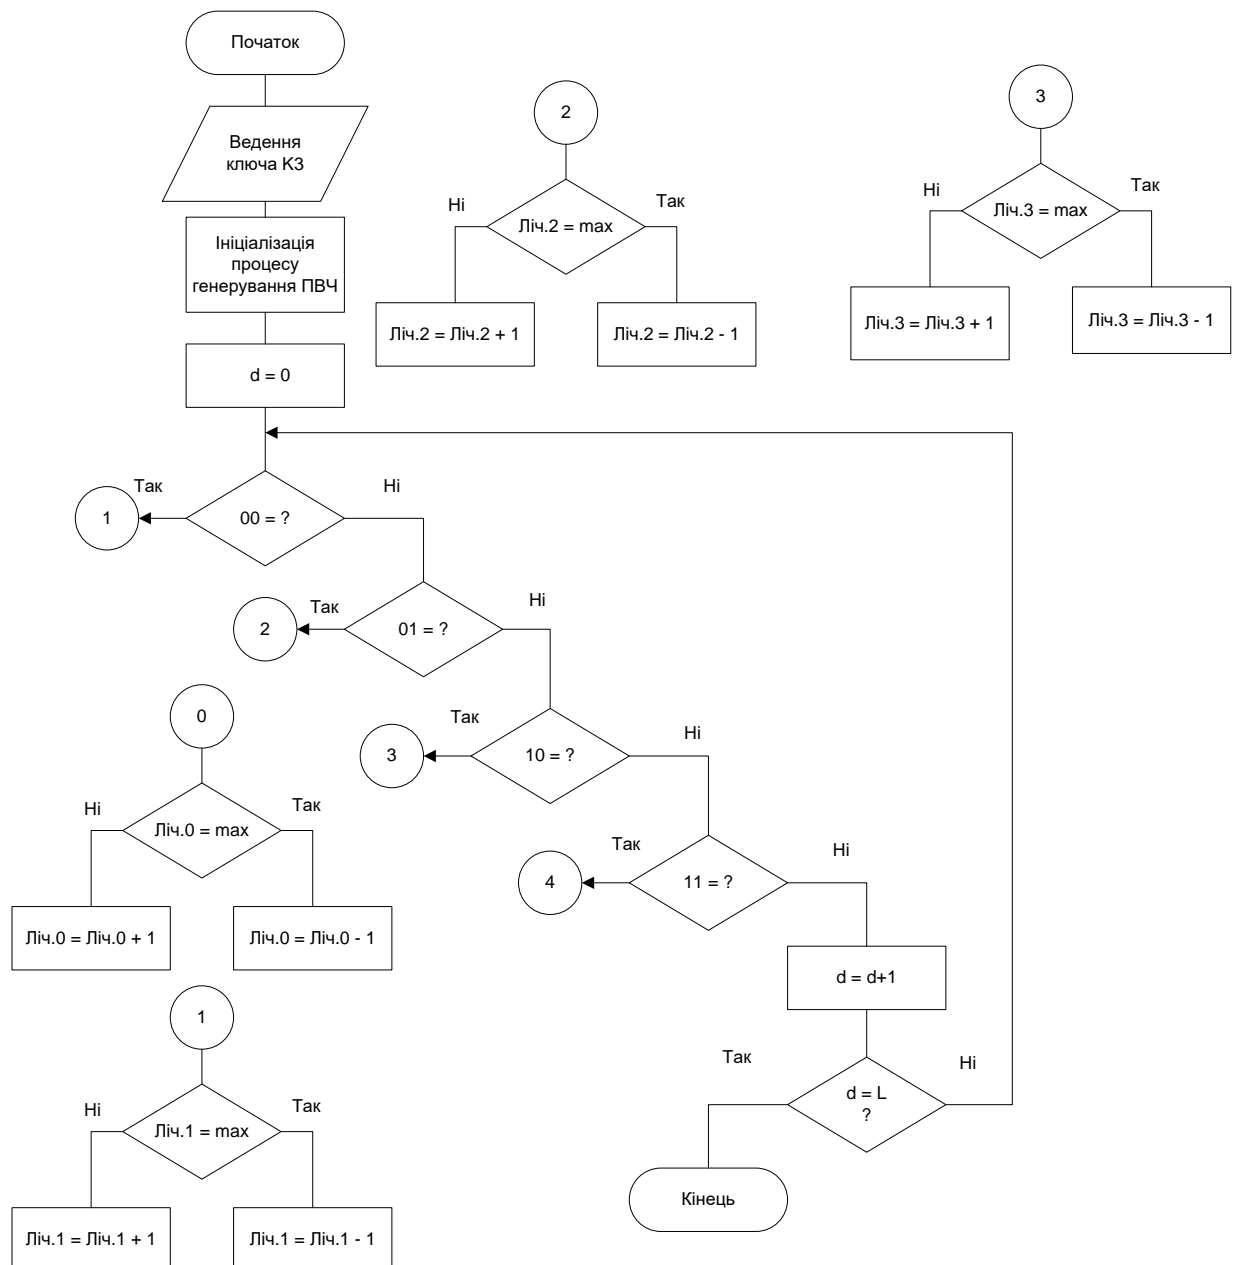 Початок
Ведення
ключа К3
Ініціалізація
процесу
генерування ПВЧ
d = 0
2
Ні
Так
Ліч.2 = max
Ліч.2 = Ліч.2 + 1
Ліч.2 = Ліч.2 - 1
3
Ні
Так
Ліч.3 = max
Ліч.3 = Ліч.3 + 1
Ліч.3 = Ліч.3 - 1
Так
Ні
1
00 = ?
Так
Ні
2
01 = ?
Так
Ні
3
10 = ?
Так
Ні
4
11 = ?
d = d+1
Так
Ні
d = L
?
Кінець
0
Ні
Так
Ліч.0 = max
Ліч.0 = Ліч.0 + 1
Ліч.0 = Ліч.0 - 1
1
Ні
Так
Ліч.1 = max
Ліч.1 = Ліч.1 + 1
Ліч.1 = Ліч.1 - 1